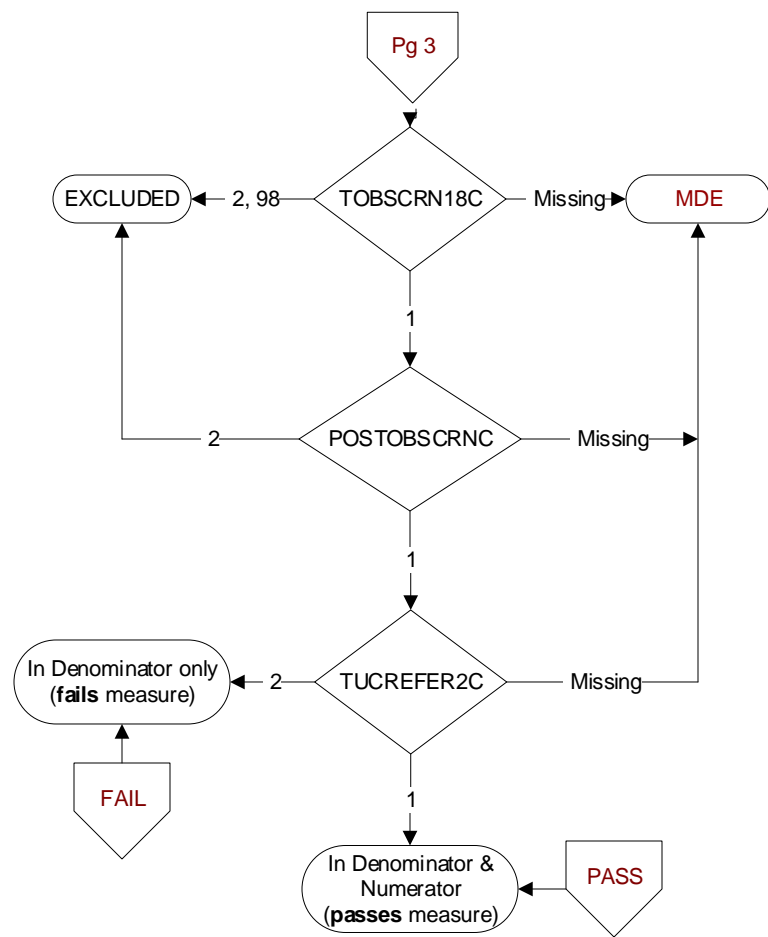 Pg 3
EXCLUDED
2, 98
TOBSCRN18C
Missing
MDE
1
2
POSTOBSCRNC
Missing
1
In Denominator only
(fails measure)
2
TUCREFER2C
Missing
FAIL
1
In Denominator &
Numerator
(passes measure)
PASS